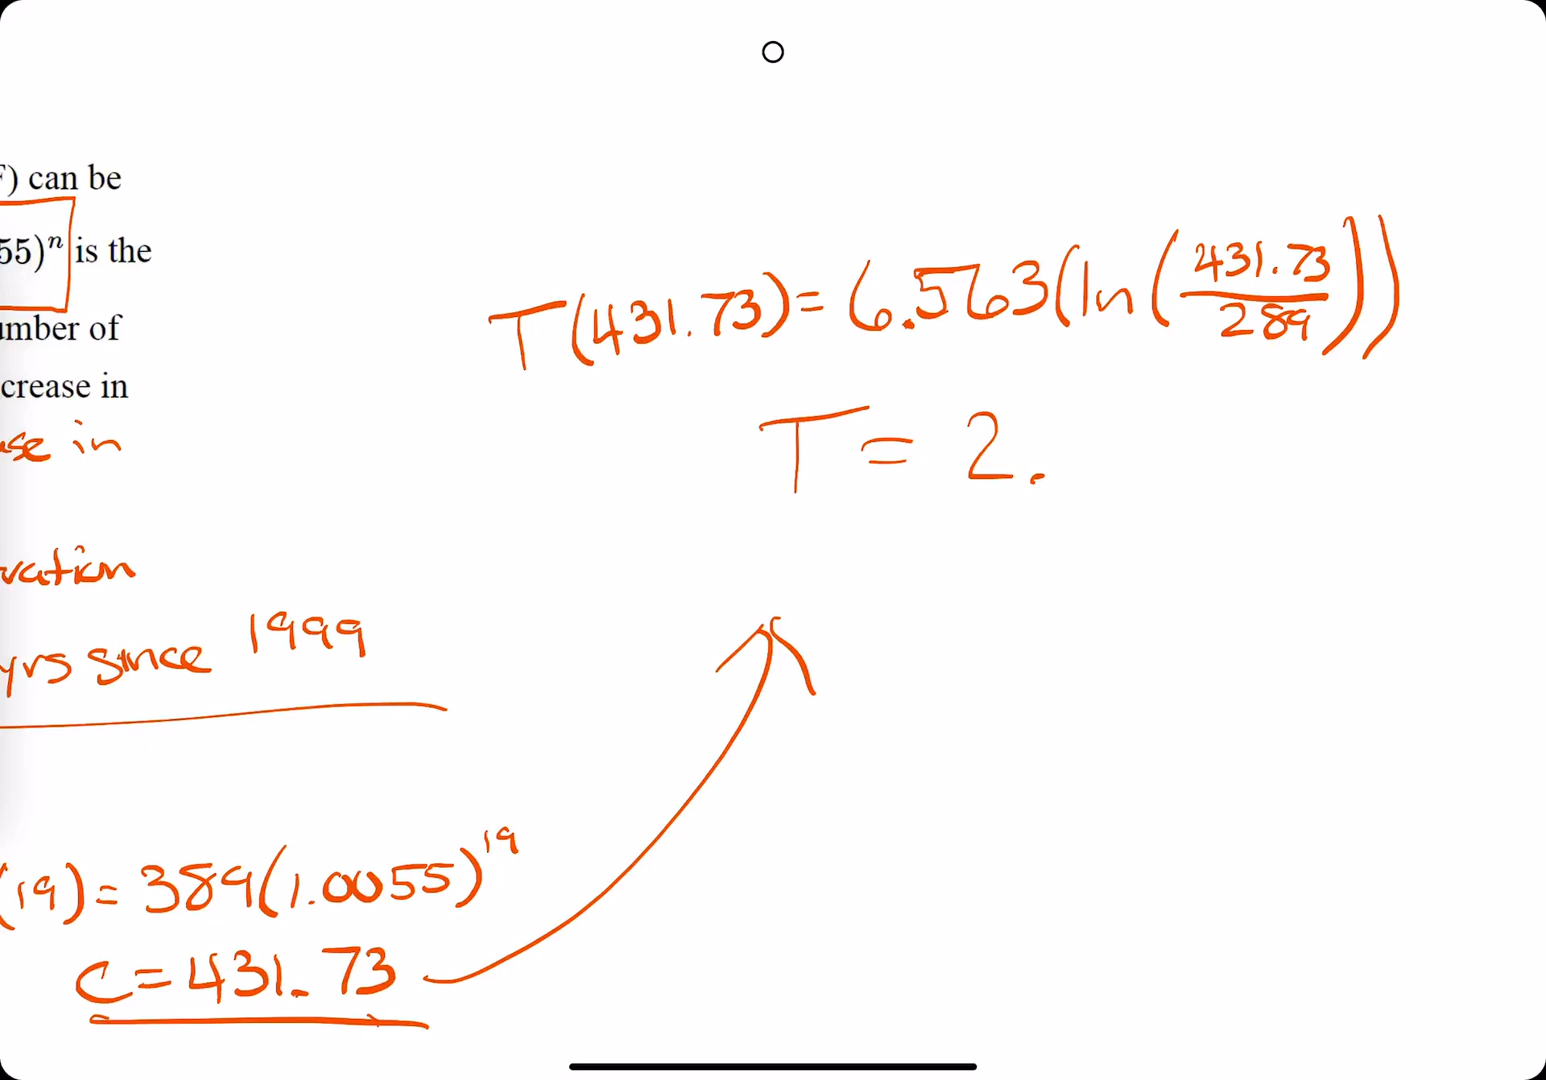 F) can be
55)ⁿ is the
umber of
crease in
ase in
vation
yrs since 1999
(19) = 389(1.0055)¹⁹
C = 431.73
T(431.73) = 6.563(ln(431.73/289))
T = 2.